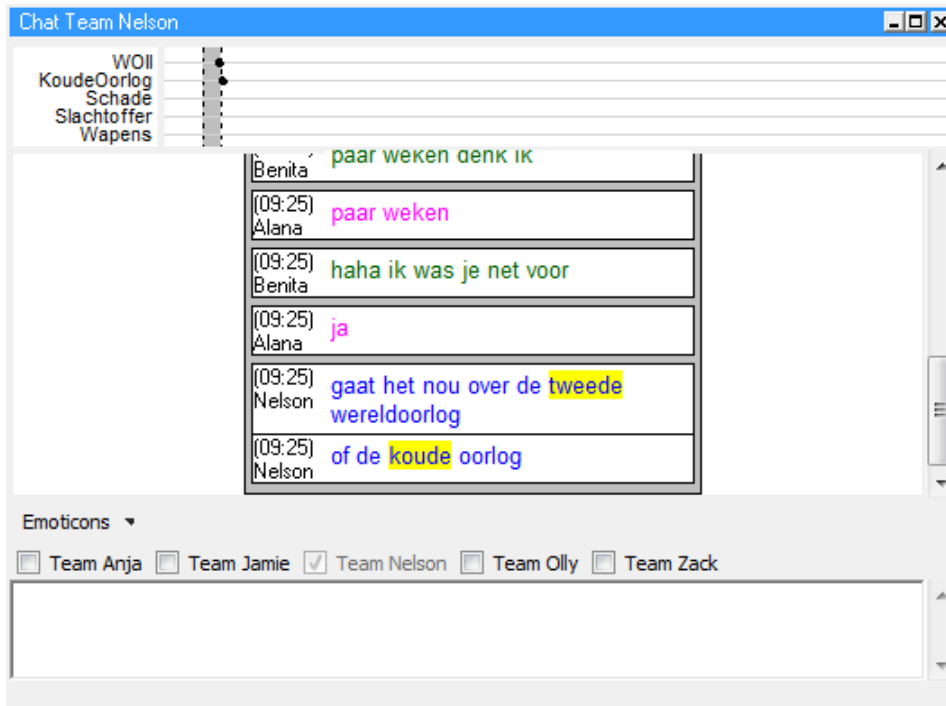 Chat Team Nelson
WOII
KoudeOorlog
Schade
Slachtoffer
Wapens
Benita
paar weken denk ik
(09:25)
Alana
paar weken
(09:25)
Benita
haha ik was je net voor
(09:25)
Alana
ja
(09:25)
Nelson
gaat het nou over de tweede
wereldoorlog
(09:25)
Nelson
of de koude oorlog
Emoticons
Team Anja Team Jamie Team Nelson Team Olly Team Zack